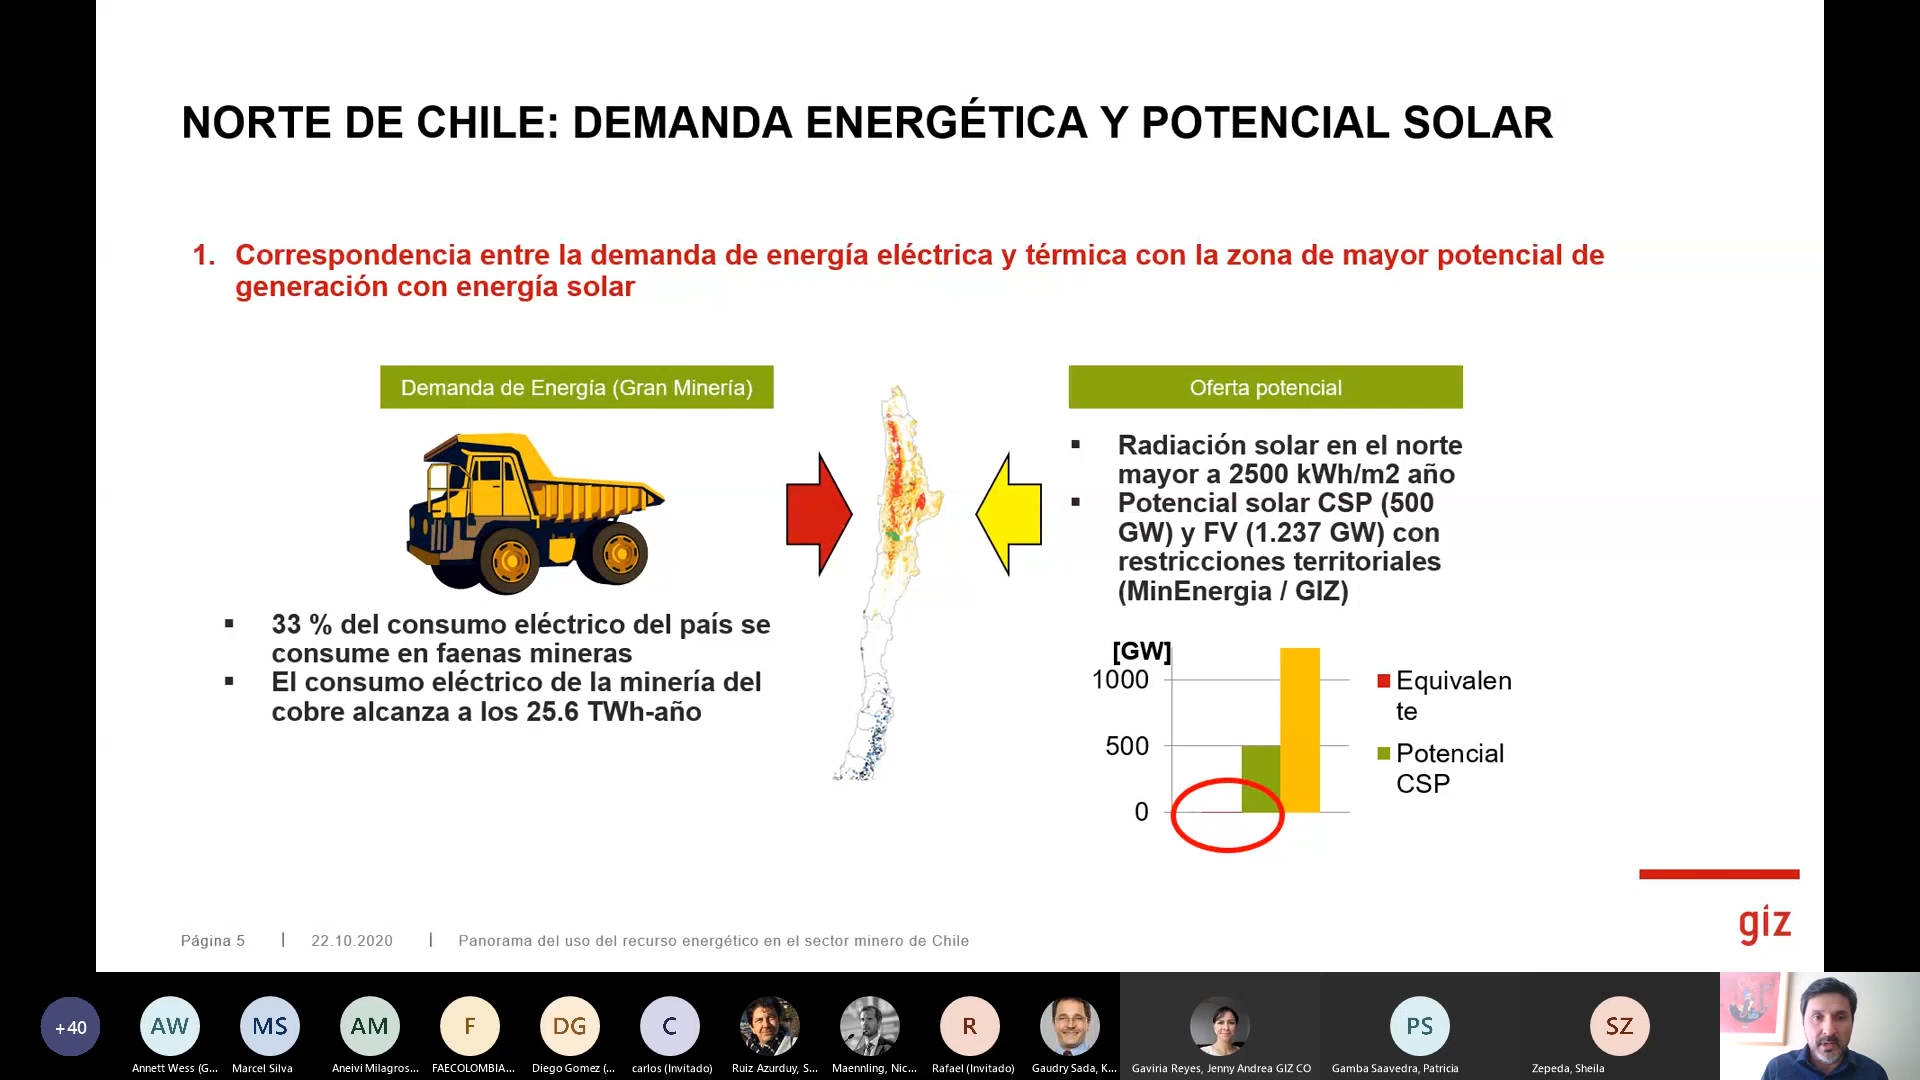 NORTE DE CHILE: DEMANDA ENERGÉTICA Y POTENCIAL SOLAR
1. Correspondencia entre la demanda de energía eléctrica y térmica con la zona de mayor potencial de
generación con energía solar
Demanda de Energía (Gran Minería)
▪ 33 % del consumo eléctrico del país se
consume en faenas mineras
▪ El consumo eléctrico de la minería del
cobre alcanza a los 25.6 TWh-año
Oferta potencial
▪ Radiación solar en el norte
mayor a 2500 kWh/m2 año
▪ Potencial solar CSP (500
GW) y FV (1.237 GW) con
restricciones territoriales
(MinEnergia / GIZ)
[GW]
1000
500
0
Equivalen
te
Potencial
CSP
giz
Página 5 | 22.10.2020 | Panorama del uso del recurso energético en el sector minero de Chile
+40
AW
MS
AM
F
DG
C
R
PS
SZ
Annett Wess (G...
Marcel Silva
Aneivi Milagros...
FAECOLOMBIA...
Diego Gomez (...
carlos (Invitado)
Ruiz Azurduy, S...
Maennling, Nic...
Rafael (Invitado)
Gaudry Sada, K...
Gaviria Reyes, Jenny Andrea GIZ CO
Gamba Saavedra, Patricia
Zepeda, Sheila